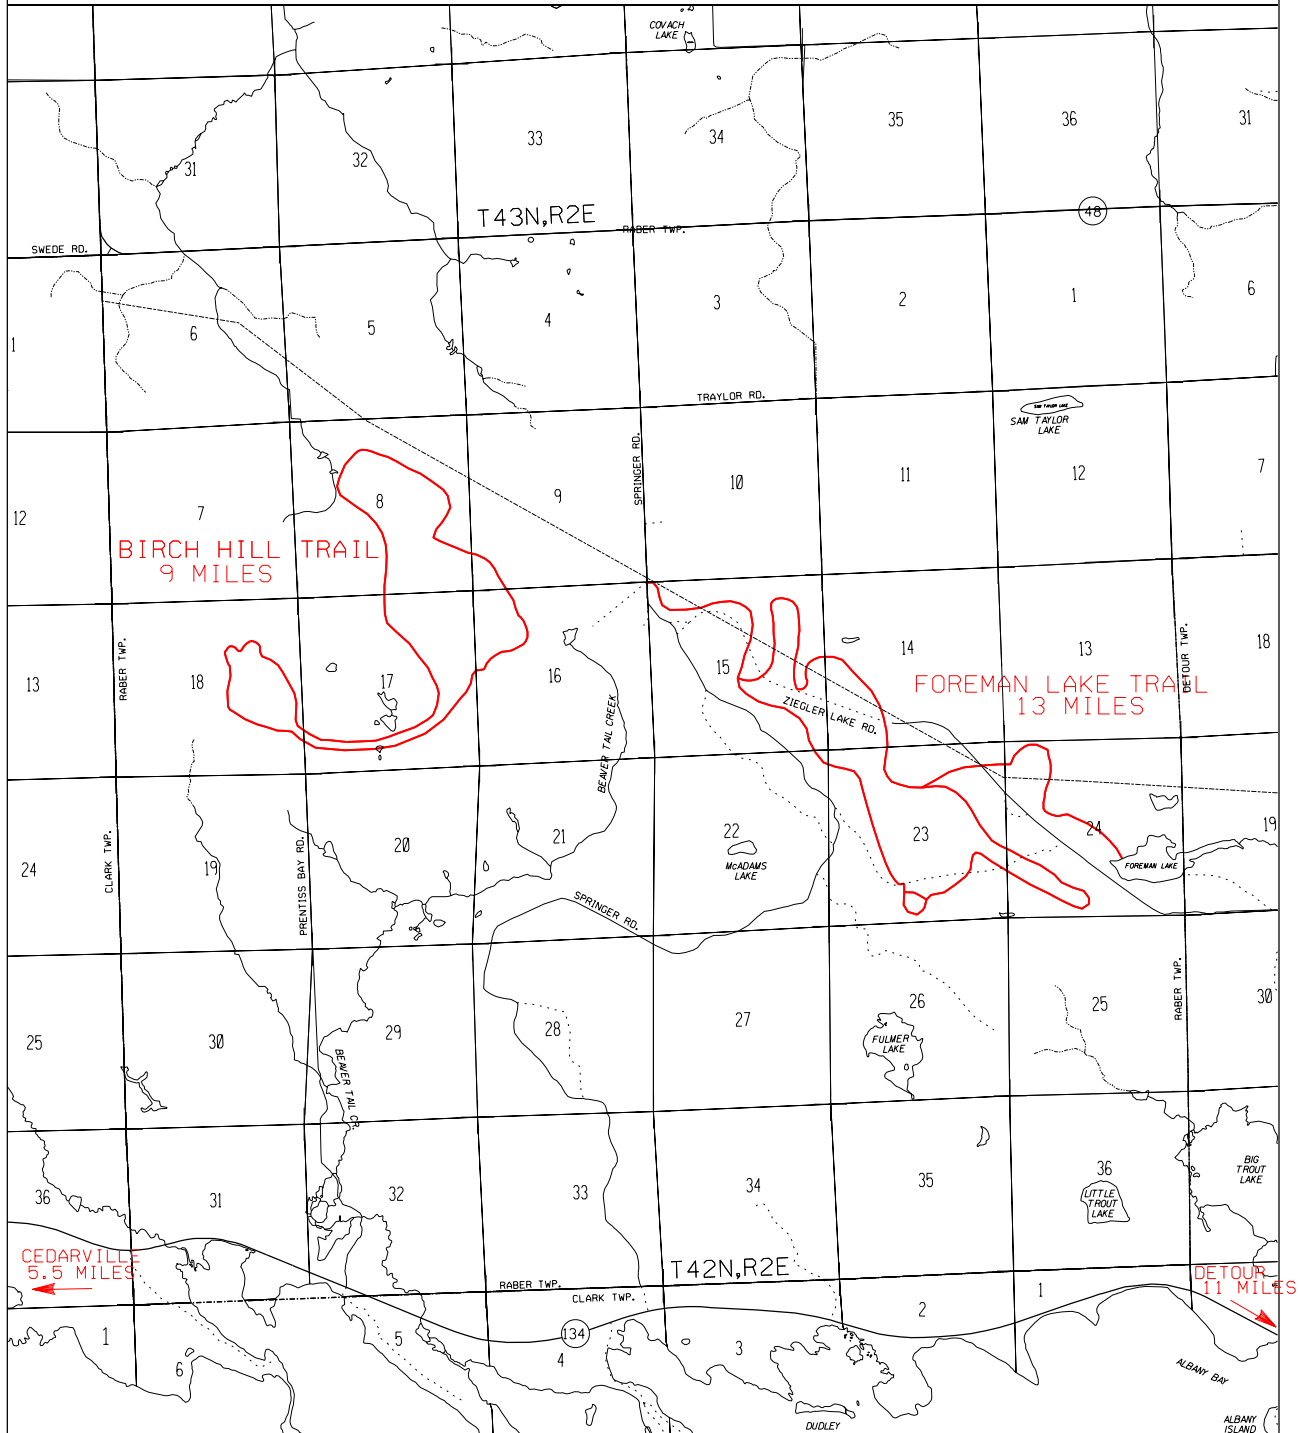 COVACH
LAKE
31
32
33
34
35
36
31
T43N,R2E
RABER TWP.
48
SWEDE RD.
1
6
5
4
3
2
1
6
TRAYLOR RD.
SAM TAYLOR LAKE
SAM TAYLOR
LAKE
SPRINGER RD.
12
7
8
9
10
11
12
7
BIRCH HILL TRAIL
9 MILES
RABER TWP.
DETOUR TWP.
13
18
17
16
15
14
13
18
FOREMAN LAKE TRAIL
13 MILES
ZIEGLER LAKE RD.
BEAVER TAIL CREEK
CLARK TWP.
PRENTISS BAY RD.
24
19
20
21
22
23
24
19
McADAMS
LAKE
FOREMAN LAKE
SPRINGER RD.
RABER TWP.
25
30
29
28
27
26
25
30
FULMER
LAKE
BEAVER TAIL CR.
36
31
32
33
34
35
36
BIG
TROUT
LAKE
LITTLE
TROUT
LAKE
CEDARVILLE
5.5 MILES
T42N,R2E
RABER TWP.
CLARK TWP.
DETOUR
11 MILES
134
1
6
5
4
3
2
1
ALBANY BAY
DUDLEY
ALBANY
ISLAND